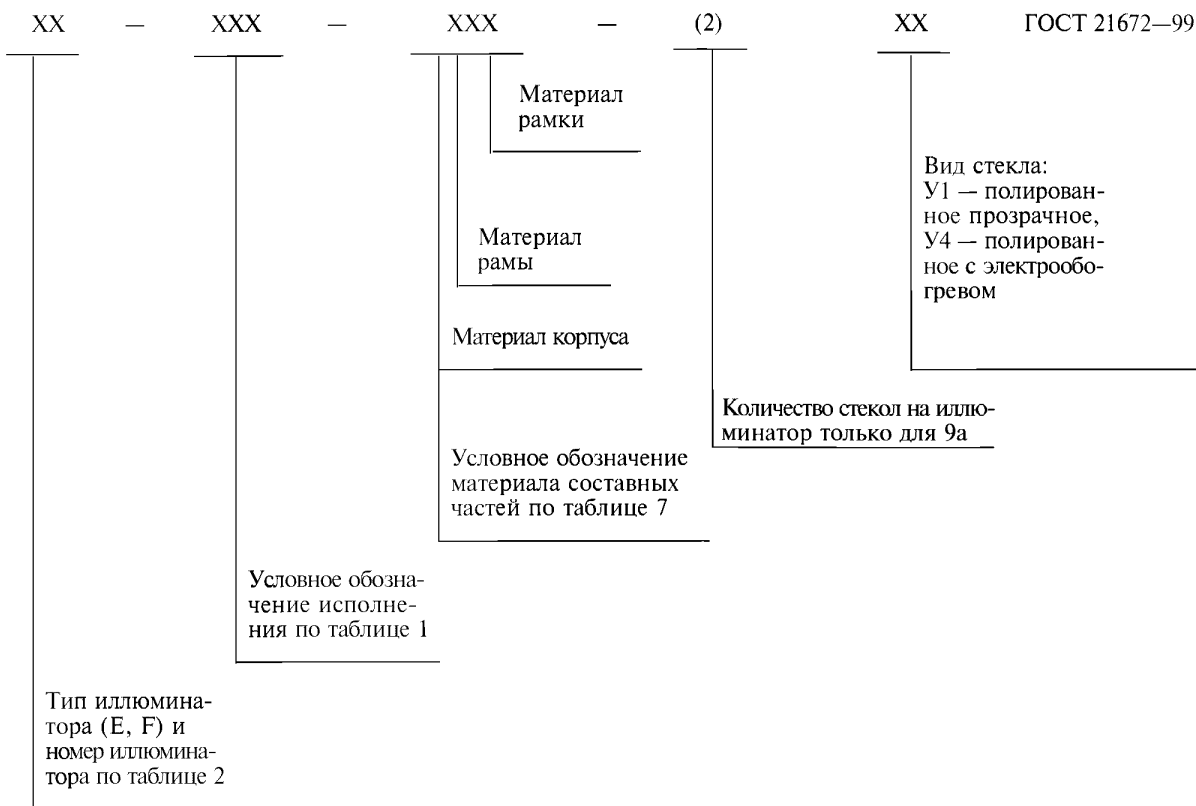 XX — XXX — XXX — (2) XX ГОСТ 21672—99
Материал
рамки
Вид стекла:
У1 — полирован-
ное прозрачное,
У4 — полирован-
ное с электрообо-
гревом
Материал
рамы
Материал корпуса
Количество стекол на иллю-
минатор только для 9а
Условное обозначение
материала составных
частей по таблице 7
Условное обозна-
чение исполне-
ния по таблице 1
Тип иллюмина-
тора (E, F) и
номер иллюмина-
тора по таблице 2